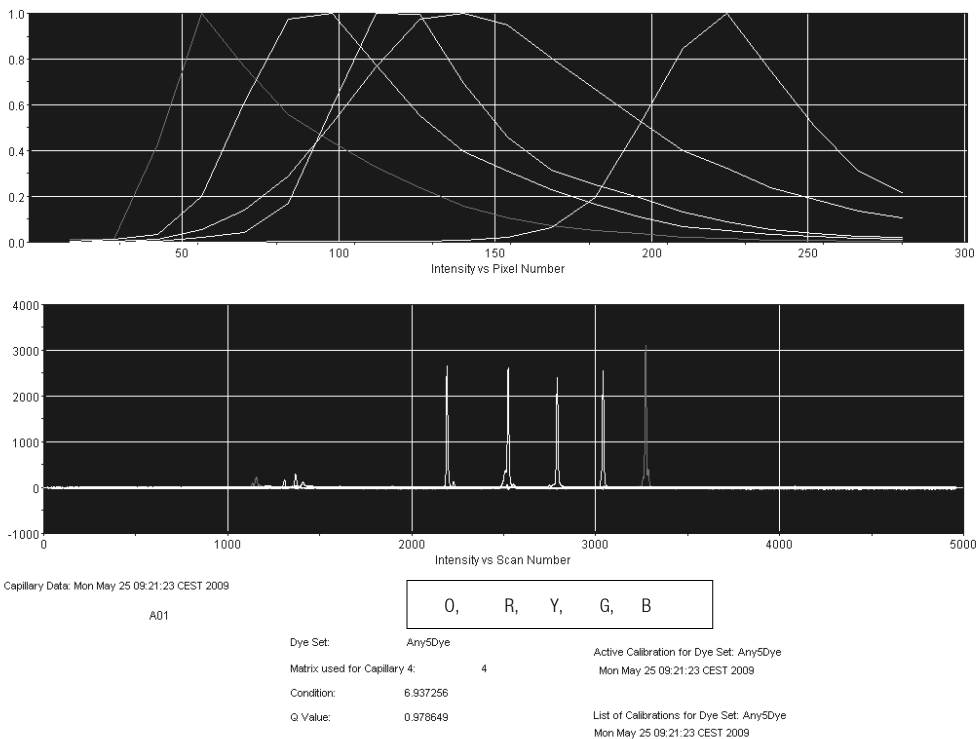 1.0
0.8
0.6
0.4
0.2
0.0
50 100 150 200 250 300
Intensity vs Pixel Number
4000
3000
2000
1000
0
-1000
0 1000 2000 3000 4000 5000
Intensity vs Scan Number
Capillary Data: Mon May 25 09:21:23 CEST 2009
A01
O, R, Y, G, B
Dye Set: Any5Dye
Matrix used for Capillary 4: 4
Condition: 6.937256
Q Value: 0.978649
Active Calibration for Dye Set: Any5Dye
Mon May 25 09:21:23 CEST 2009
List of Calibrations for Dye Set: Any5Dye
Mon May 25 09:21:23 CEST 2009